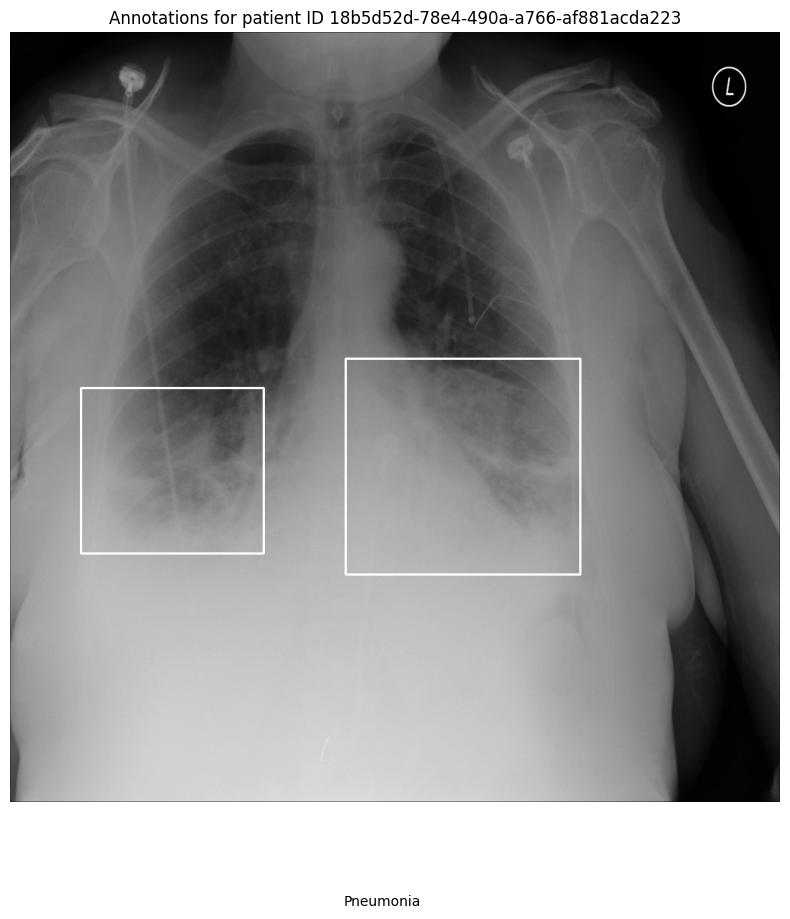 Annotations for patient ID 18b5d52d-78e4-490a-a766-af881acda223
L
Pneumonia